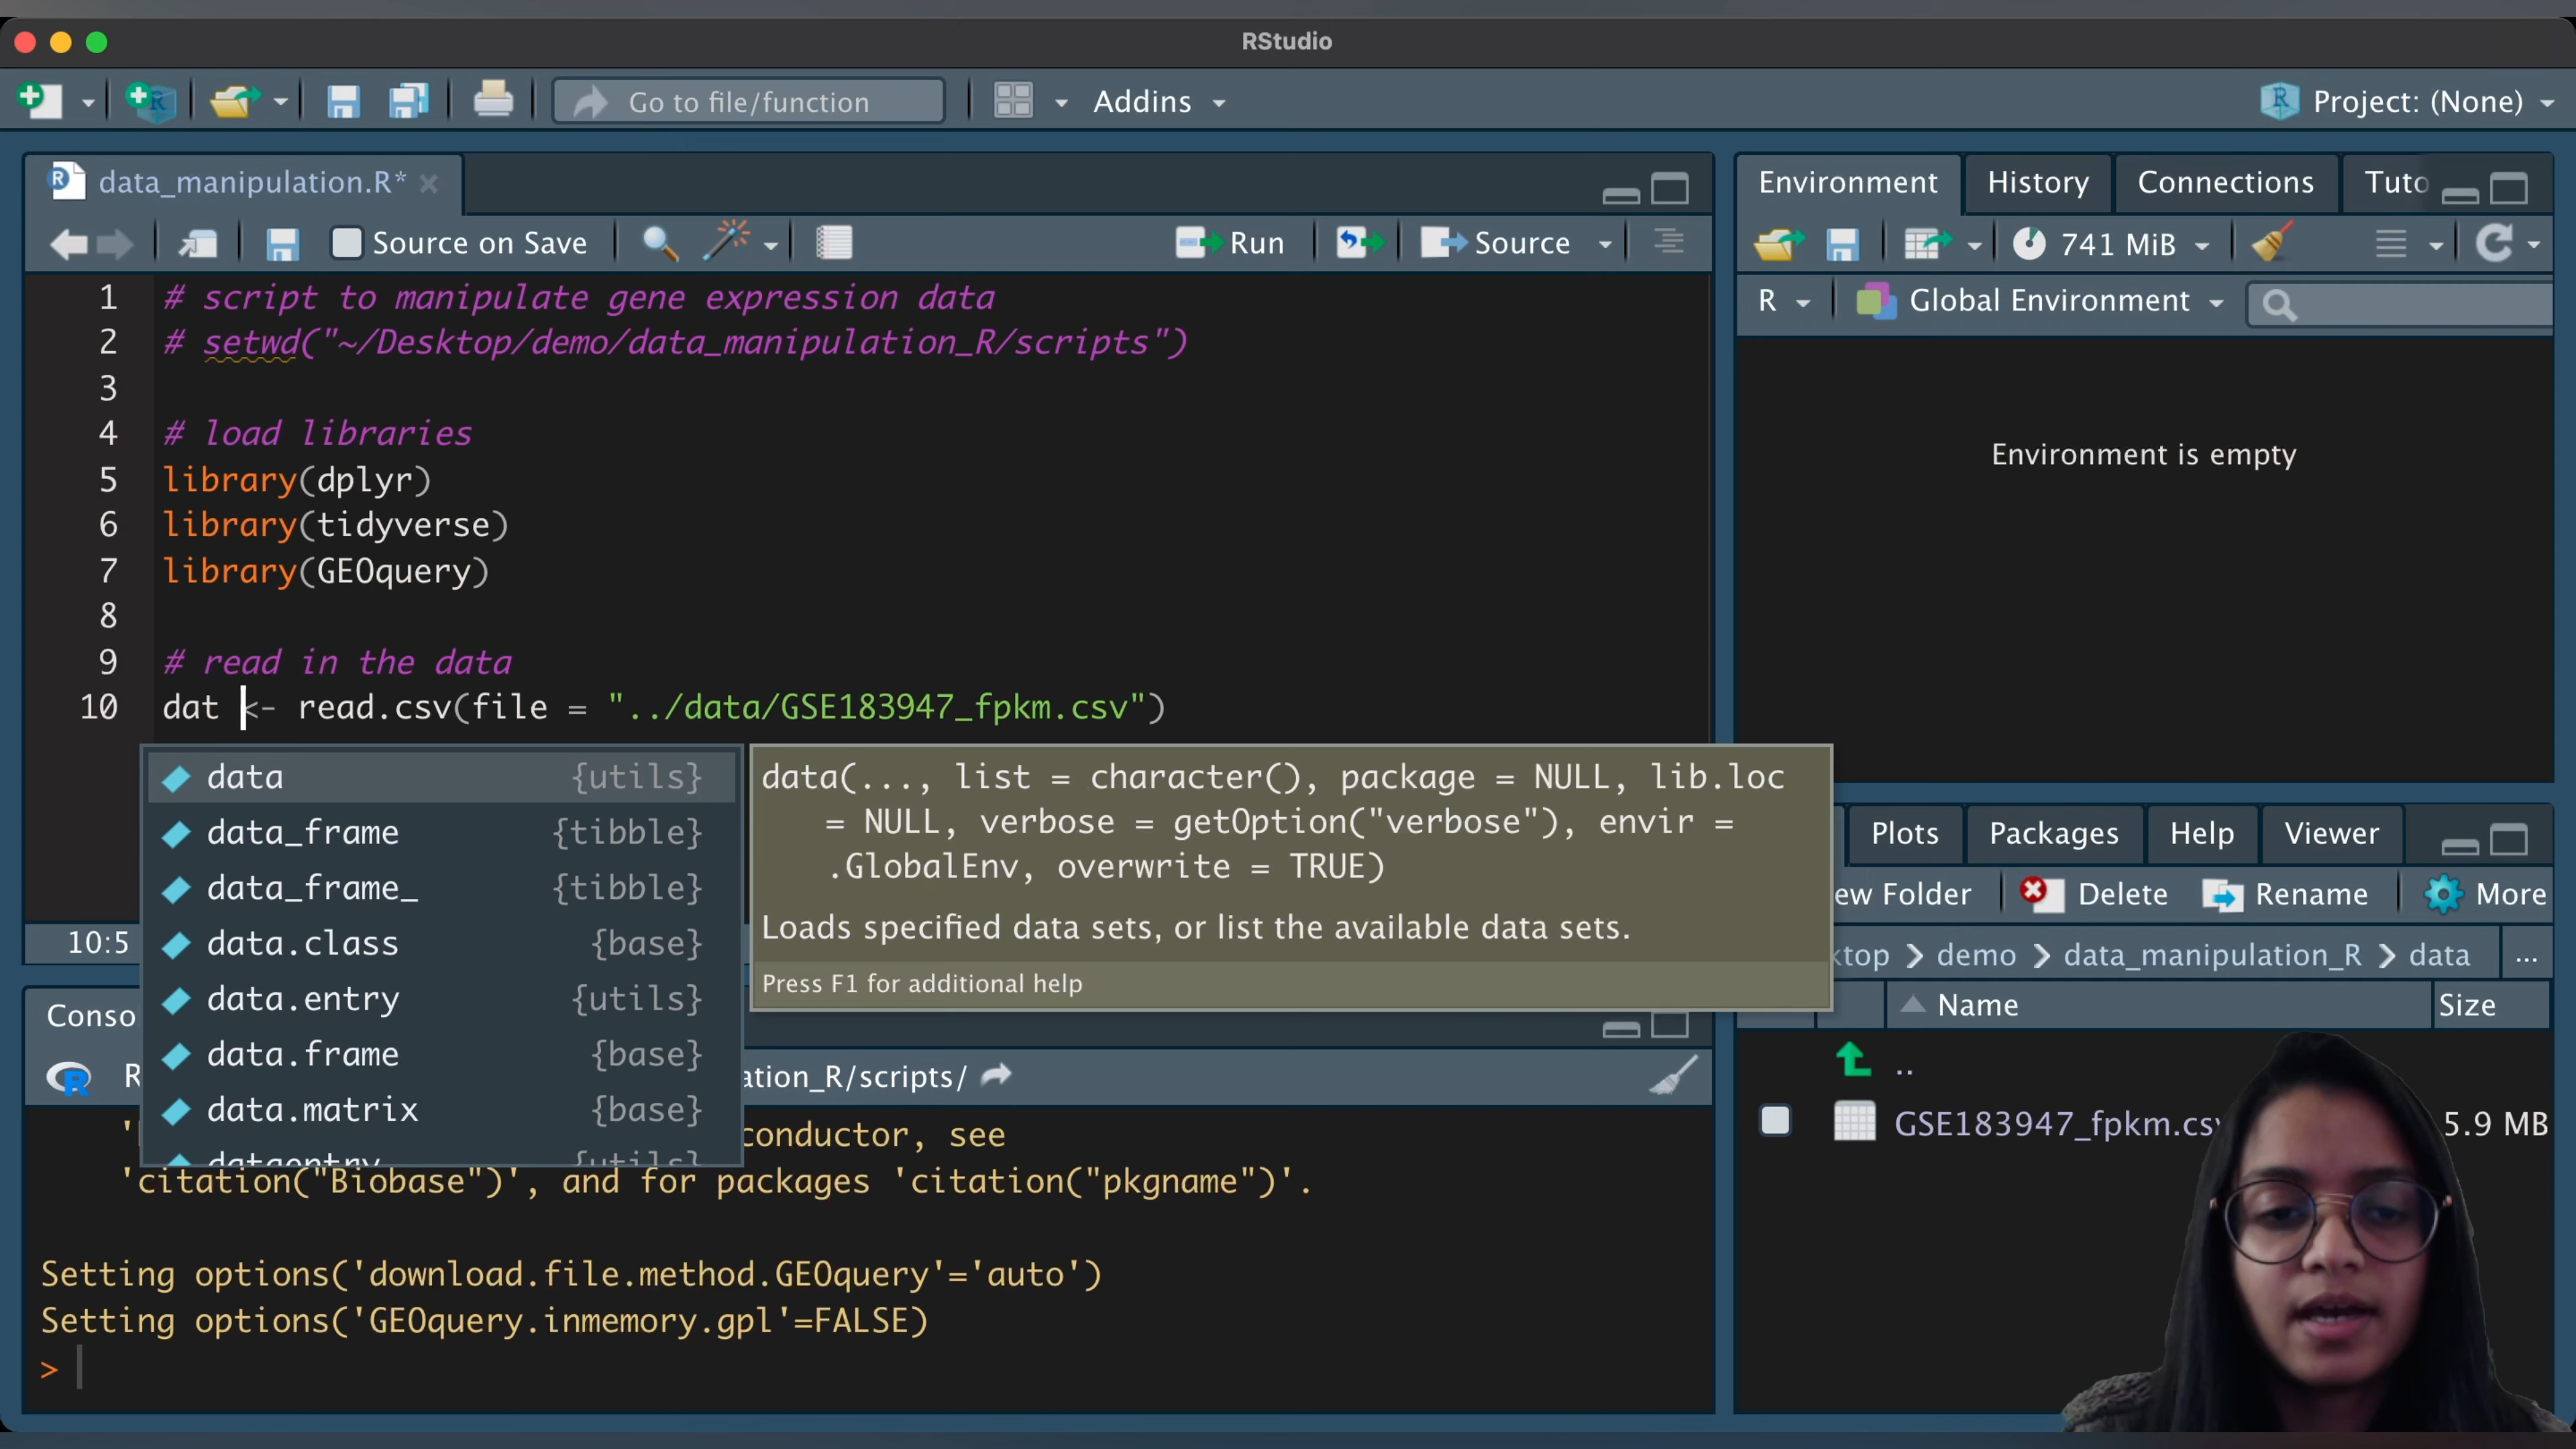 RStudio
Go to file/function
Addins
Project: (None)
data_manipulation.R*
Source on Save
Run
Source
1 # script to manipulate gene expression data
2 # setwd("~/Desktop/demo/data_manipulation_R/scripts")
3
4 # load libraries
5 library(dplyr)
6 library(tidyverse)
7 library(GEOquery)
8
9 # read in the data
10 dat <- read.csv(file = "../data/GSE183947_fpkm.csv")
data {utils}
data_frame {tibble}
data_frame_ {tibble}
data.class {base}
data.entry {utils}
data.frame {base}
data.matrix {base}
dataentry {utils}
data(..., list = character(), package = NULL, lib.loc
= NULL, verbose = getOption("verbose"), envir =
.GlobalEnv, overwrite = TRUE)
Loads specified data sets, or list the available data sets.
Press F1 for additional help
10:5
Conso
R
ation_R/scripts/
conductor, see
'citation("Biobase")', and for packages 'citation("pkgname")'.
Setting options('download.file.method.GEOquery'='auto')
Setting options('GEOquery.inmemory.gpl'=FALSE)
>
Environment History Connections Tuto
741 MiB
R Global Environment
Environment is empty
Plots Packages Help Viewer
ew Folder Delete Rename More
ktop > demo > data_manipulation_R > data ...
Name Size
..
GSE183947_fpkm.csv 5.9 MB